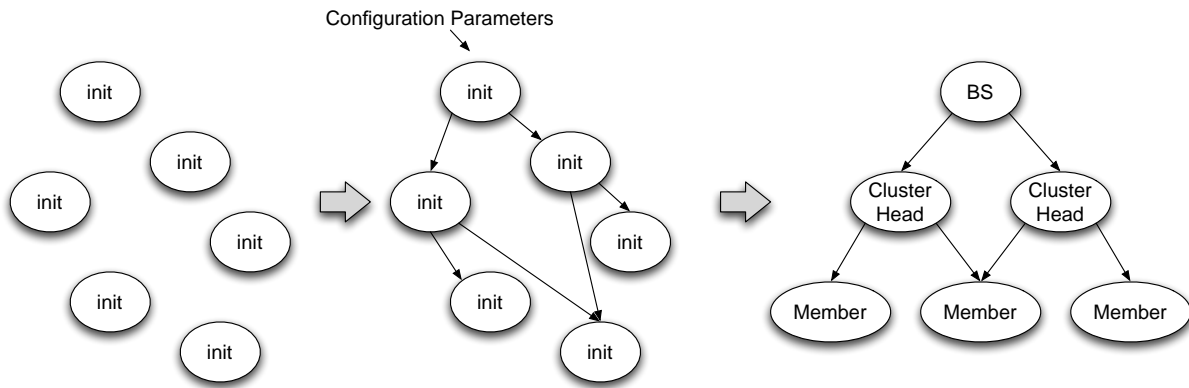 Configuration Parameters
init
init
init
init
init
init
init
init
init
init
init
init
BS
Cluster
Head
Cluster
Head
Member
Member
Member